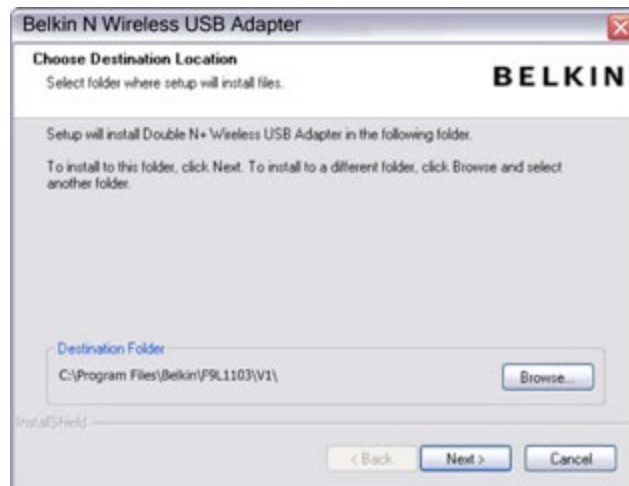 Belkin N Wireless USB Adapter
Choose Destination Location
Select folder where setup will install files.
BELKIN
Setup will install Double N+ Wireless USB Adapter in the following folder.
To install to this folder, click Next. To install to a different folder, click Browse and select
another folder.
Destination Folder
C:\Program Files\Belkin\F9L1103\V1\
Browse...
InstallShield
< Back
Next >
Cancel